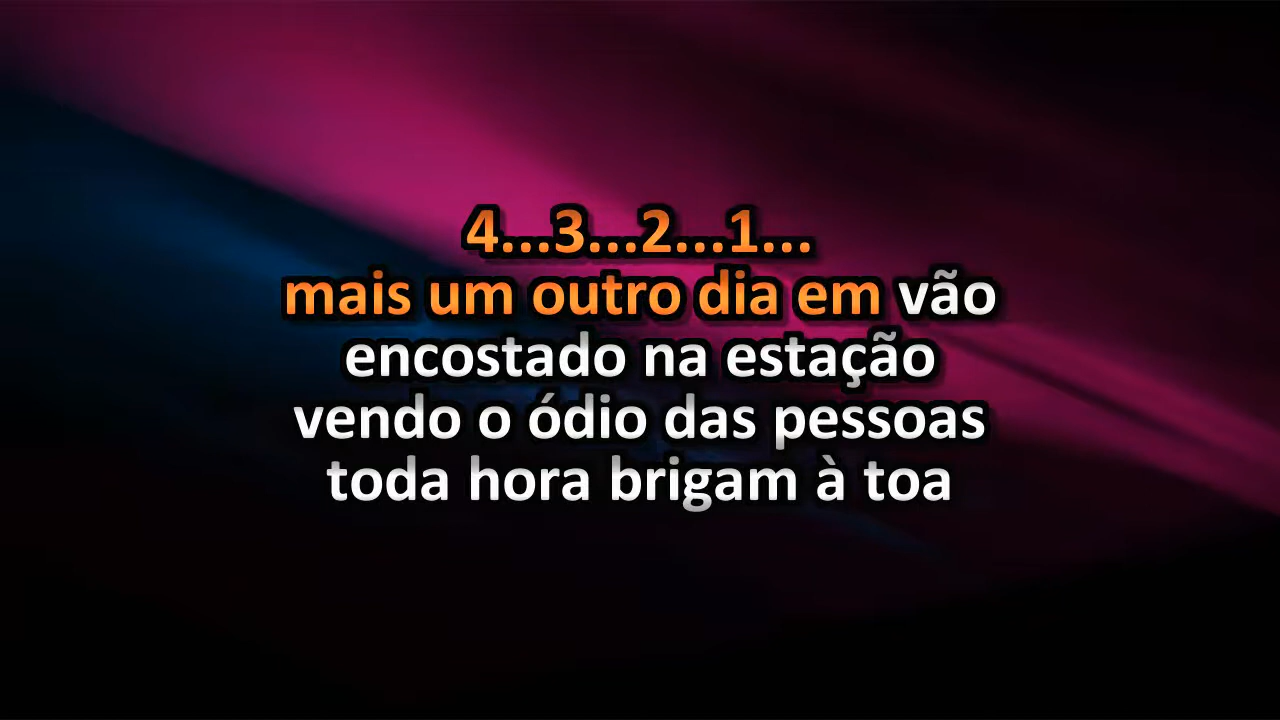 4...3...2...1...
mais um outro dia em vão
encostado na estação
vendo o ódio das pessoas
toda hora brigam à toa